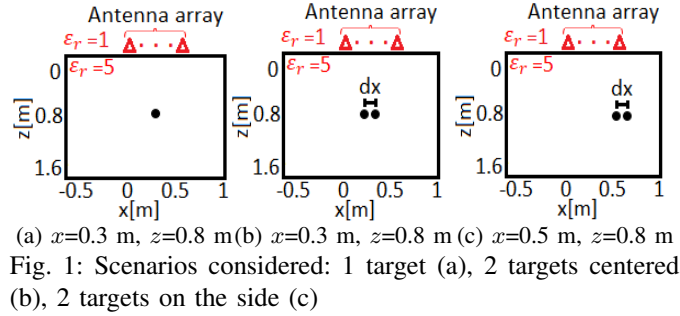 Antenna array Antenna array Antenna array
εr=1 εr=1 εr=1
εr=5 εr=5 εr=5
0 0 0
dx dx
z[m] 0.8 z[m] 0.8 z[m] 0.8
1.6 1.6 1.6
-0.5 0 0.5 1 -0.5 0 0.5 1 -0.5 0 0.5 1
x[m] x[m] x[m]
(a) x=0.3 m, z=0.8 m (b) x=0.3 m, z=0.8 m (c) x=0.5 m, z=0.8 m
Fig. 1: Scenarios considered: 1 target (a), 2 targets centered
(b), 2 targets on the side (c)